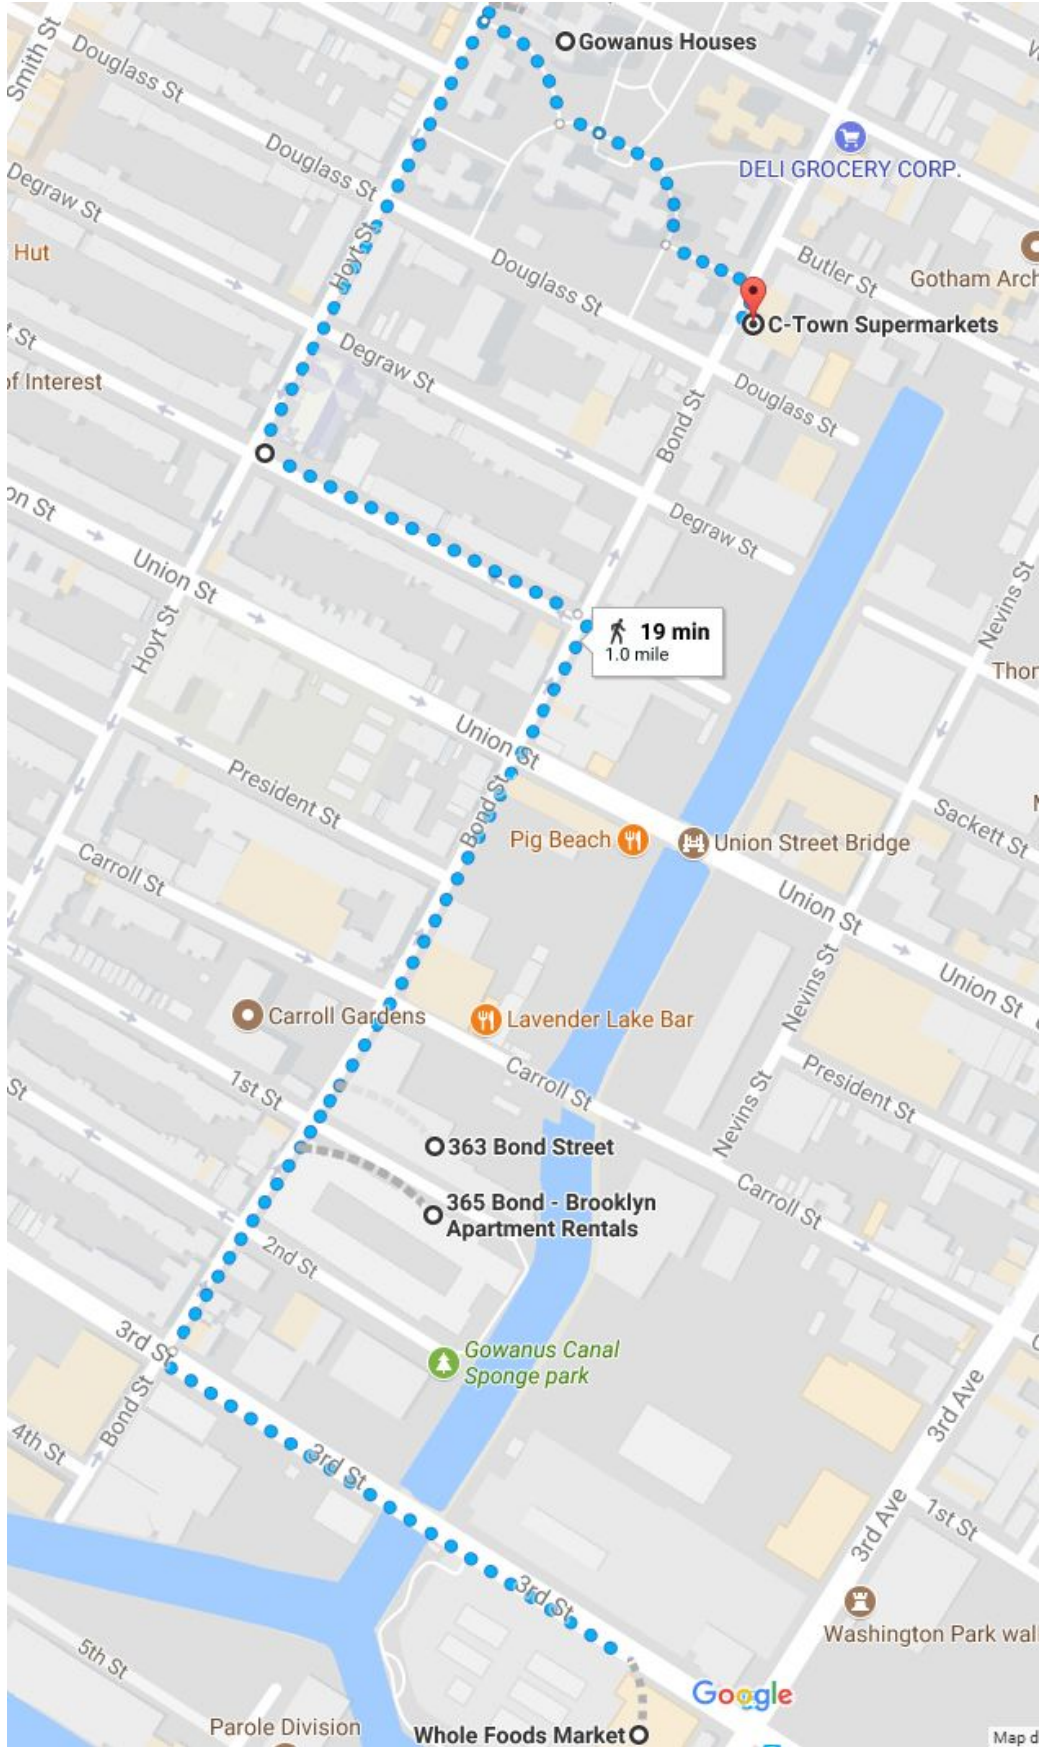 Gowanus Houses
Smith St
Douglass St
DELI GROCERY CORP.
Douglass St
Degraw St
Hut
Hoyt St
Douglass St
Butler St
Gotham Arch
C-Town Supermarkets
t St
Degraw St
of Interest
Douglass St
Bond St
on St
Degraw St
Union St
Nevins St
Hoyt St
19 min
1.0 mile
Thor
Union St
President St
Bond St
Sackett St
Pig Beach
Union Street Bridge
Carroll St
Union St
Union St
Nevins St
Carroll Gardens
Lavender Lake Bar
1st St
St
Carroll St
President St
Nevins St
363 Bond Street
365 Bond - Brooklyn
Apartment Rentals
Carroll St
2nd St
3rd St
Gowanus Canal
Sponge park
Bond St
3rd Ave
4th St
3rd St
3rd Ave
1st St
3rd St
Washington Park wal
5th St
Google
Parole Division
Whole Foods Market
Map d